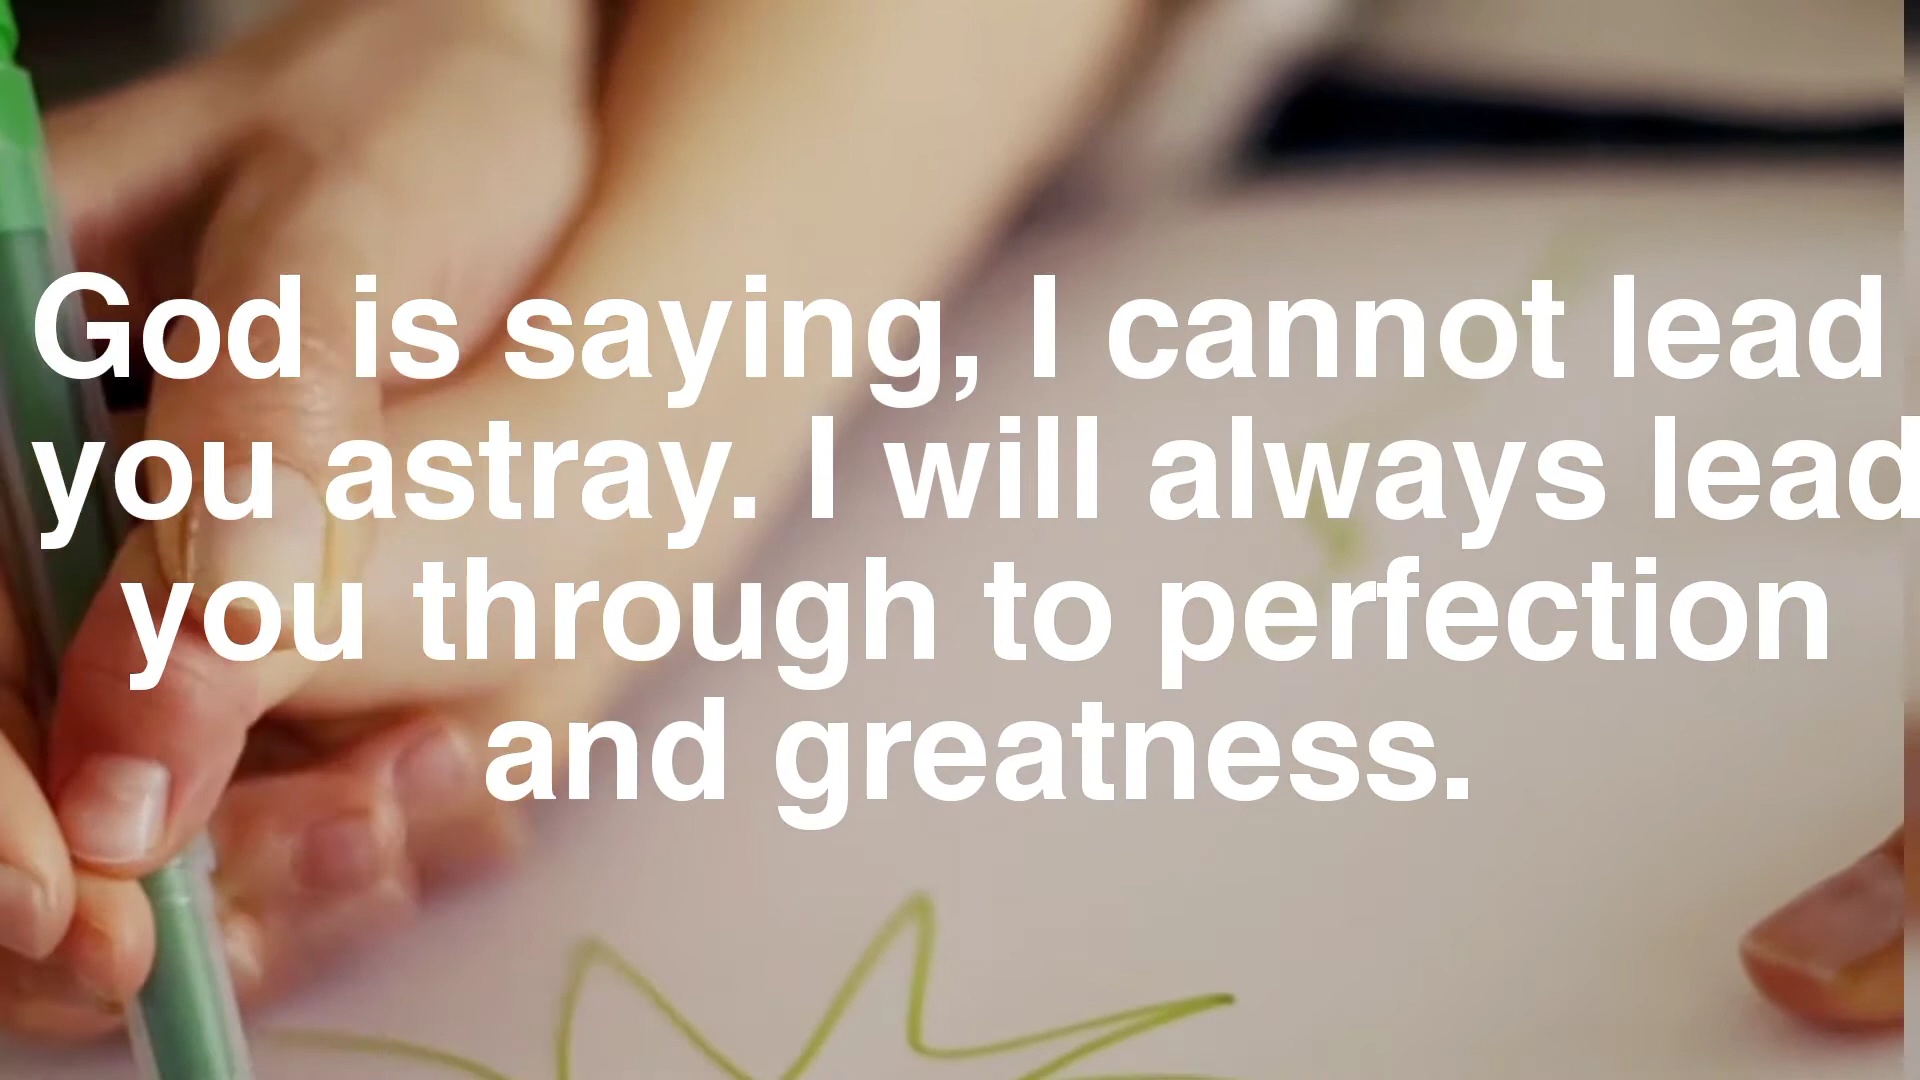 God is saying, I cannot lead
you astray. I will always lead
you through to perfection
and greatness.